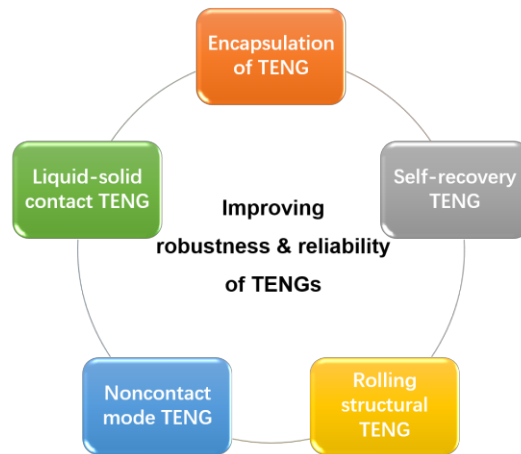 Encapsulation
of TENG
Liquid-solid
contact TENG
Self-recovery
TENG
Improving
robustness & reliability
of TENGs
Noncontact
mode TENG
Rolling
structural
TENG